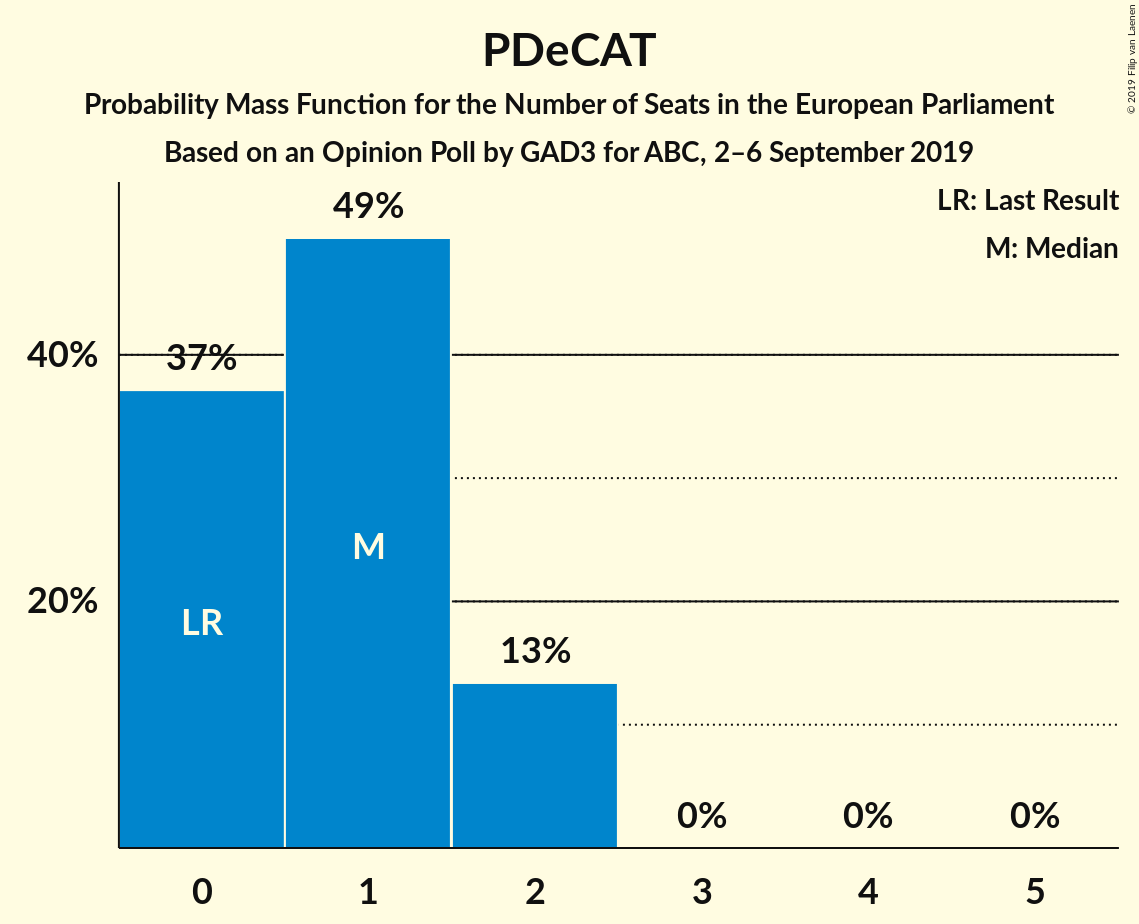 PDeCAT
Probability Mass Function for the Number of Seats in the European Parliament
Based on an Opinion Poll by GAD3 for ABC, 2–6 September 2019
© 2019 Filip van Laenen
LR: Last Result
M: Median
49%
40%
37%
M
20%
LR
13%
0%
0%
0%
0
1
2
3
4
5